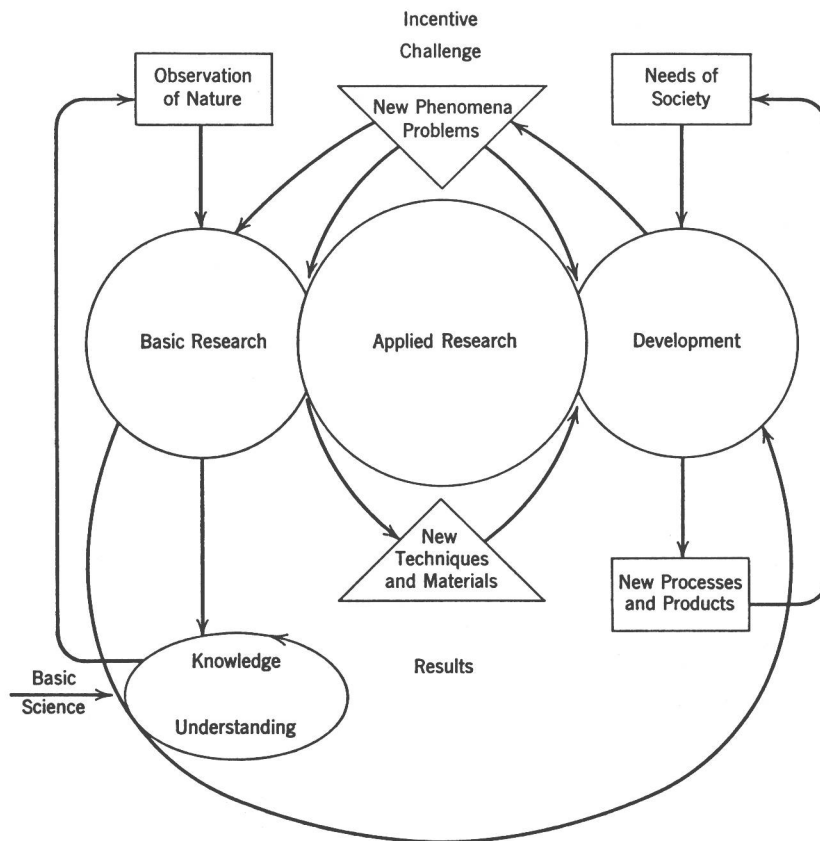 Incentive
Challenge
Observation
of Nature
New Phenomena
Problems
Needs of
Society
Basic Research
Applied Research
Development
New
Techniques
and Materials
New Processes
and Products
Knowledge
Understanding
Basic
Science
Results